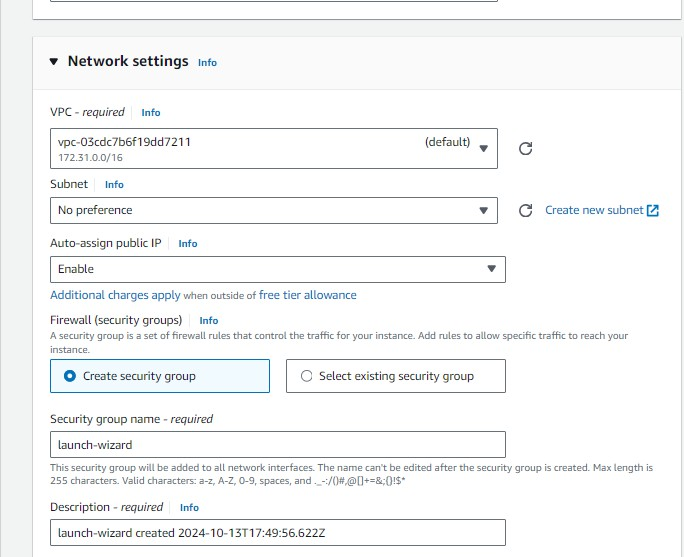 Network settings Info
VPC - required Info
vpc-03cdc7b6f19dd7211 (default)
172.31.0.0/16
Subnet Info
No preference Create new subnet
Auto-assign public IP Info
Enable
Additional charges apply when outside of free tier allowance
Firewall (security groups) Info
A security group is a set of firewall rules that control the traffic for your instance. Add rules to allow specific traffic to reach your
instance.
Create security group Select existing security group
Security group name - required
launch-wizard
This security group will be added to all network interfaces. The name can't be edited after the security group is created. Max length is
255 characters. Valid characters: a-z, A-Z, 0-9, spaces, and ._-:/()#,@[]+=&;{}!$*
Description - required Info
launch-wizard created 2024-10-13T17:49:56.622Z